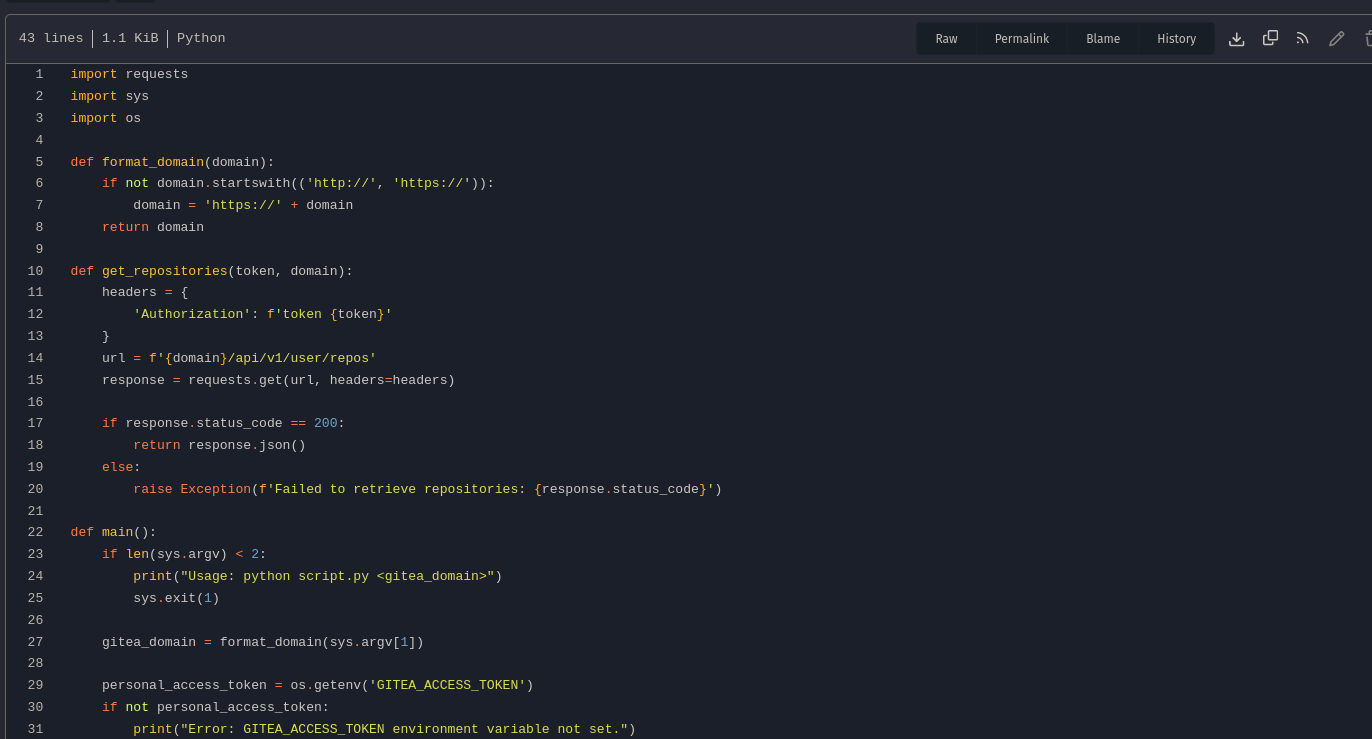 43 lines | 1.1 KiB | Python Raw Permalink Blame History
1 import requests
2 import sys
3 import os
4
5 def format_domain(domain):
6     if not domain.startswith(('http://', 'https://')):
7         domain = 'https://' + domain
8     return domain
9
10 def get_repositories(token, domain):
11     headers = {
12         'Authorization': f'token {token}'
13     }
14     url = f'{domain}/api/v1/user/repos'
15     response = requests.get(url, headers=headers)
16
17     if response.status_code == 200:
18         return response.json()
19     else:
20         raise Exception(f'Failed to retrieve repositories: {response.status_code}')
21
22 def main():
23     if len(sys.argv) < 2:
24         print("Usage: python script.py <gitea_domain>")
25         sys.exit(1)
26
27     gitea_domain = format_domain(sys.argv[1])
28
29     personal_access_token = os.getenv('GITEA_ACCESS_TOKEN')
30     if not personal_access_token:
31         print("Error: GITEA_ACCESS_TOKEN environment variable not set.")